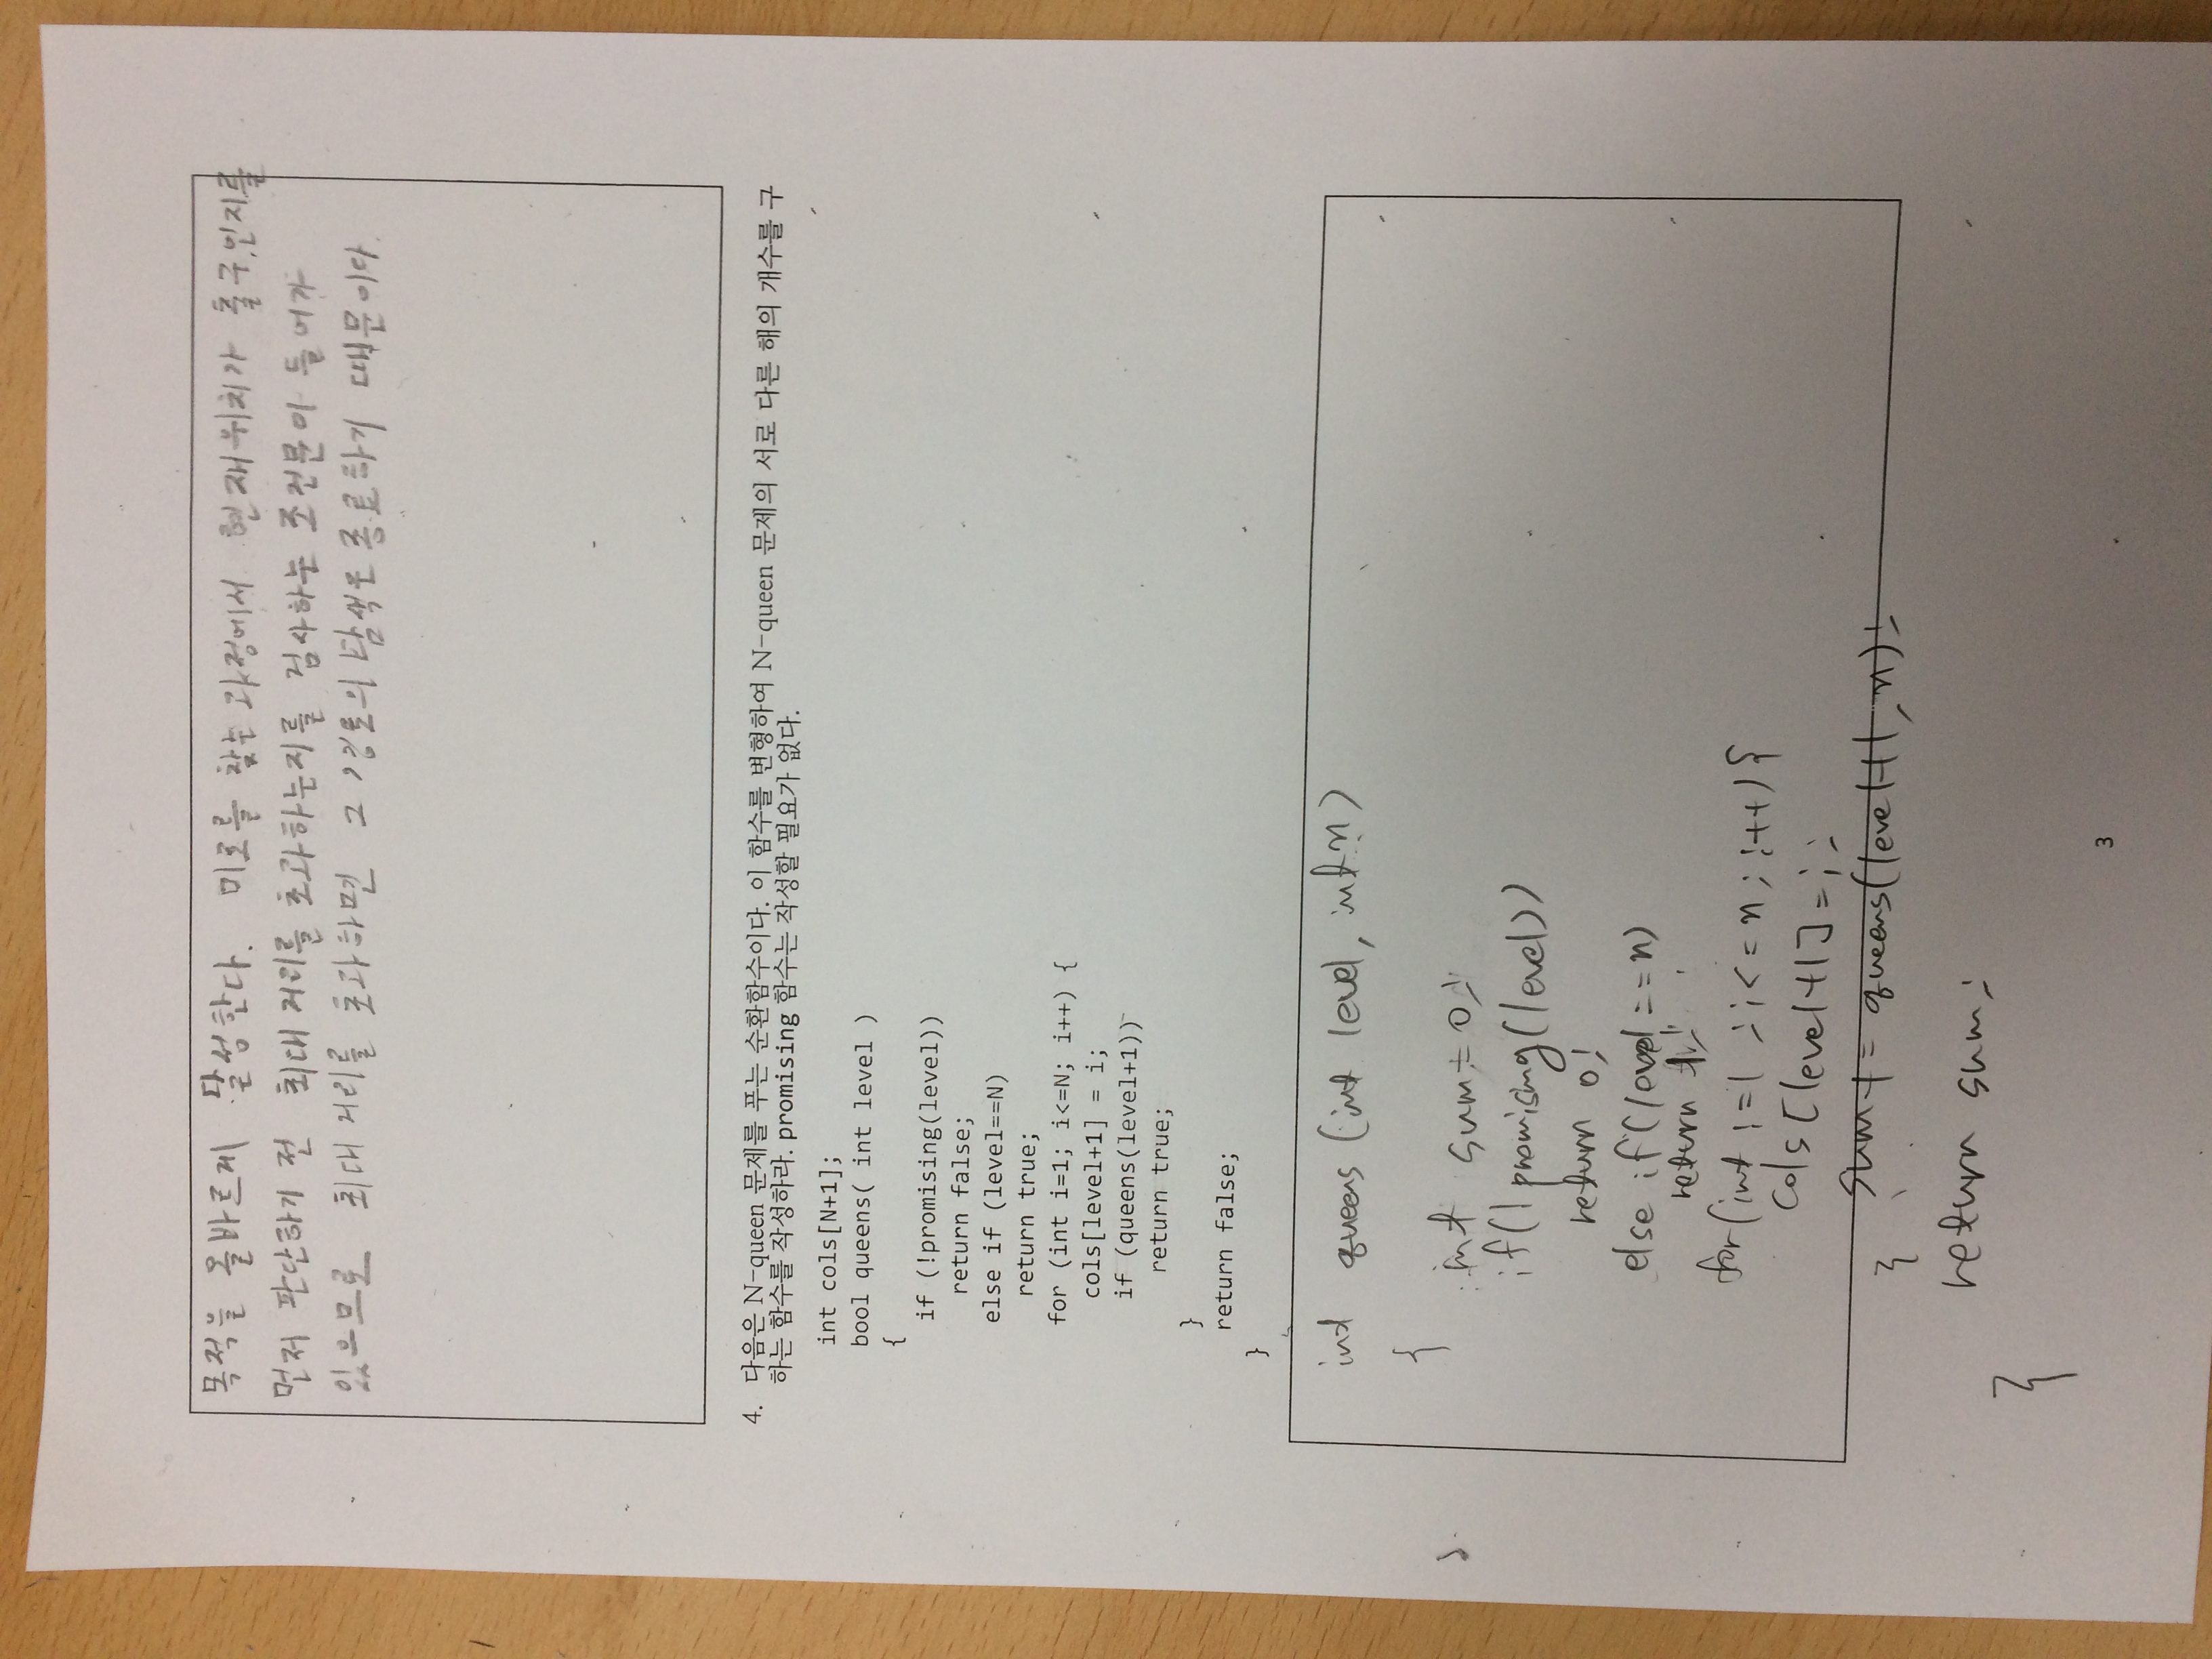 목적을 올바르게 달성한다. 미로를 찾는 과정에서 현재위치가 출구인지를
먼저 판단하기 전 최대 거리를 초과하는지를 검사하는 조건문이 들어가
있으므로 최대 거리를 초과하면 그 경로의 탐색은 종료하기 때문이다.
4. 다음은 N-queen 문제를 푸는 순환함수이다. 이 함수를 변형하여 N-queen 문제의 서로 다른 해의 개수를 구
하는 함수를 작성하라. promising 함수는 작성할 필요가 없다.
int cols[N+1];
bool queens( int level )
{
if (!promising(level))
return false;
else if (level==N)
return true;
for (int i=1; i<=N; i++) {
cols[level+1] = i;
if (queens(level+1))
return true;
}
return false;
}
int queens (int level, int n)
{
int sum = 0;
if(!promising(level))
return 0;
else if(level==n)
return 1;
for(int i=1 ; i<=n ; i++){
cols[level+1]=i;
sum += queens(level+1, n);
}
return sum;
}
3